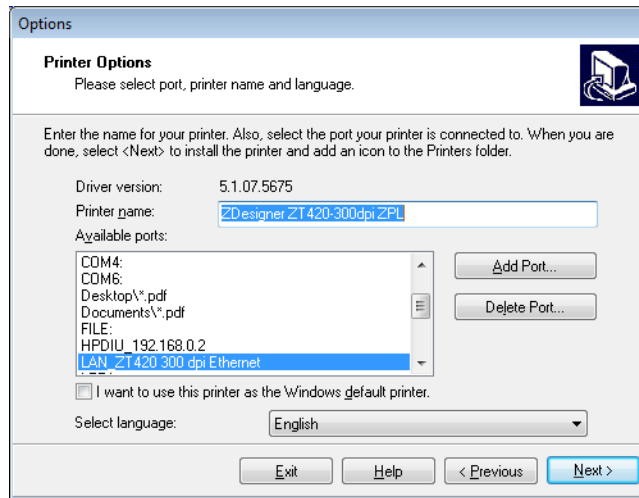 Options
Printer Options
Please select port, printer name and language.
Enter the name for your printer. Also, select the port your printer is connected to. When you are
done, select <Next> to install the printer and add an icon to the Printers folder.
Driver version: 5.1.07.5675
Printer name: ZDesigner ZT420-300dpi ZPL
Available ports:
COM4:
COM6:
Desktop\*.pdf
Documents\*.pdf
FILE:
HPDIU_192.168.0.2
LAN_ZT420 300 dpi Ethernet
Add Port...
Delete Port...
I want to use this printer as the Windows default printer.
Select language: English
Exit Help < Previous Next >